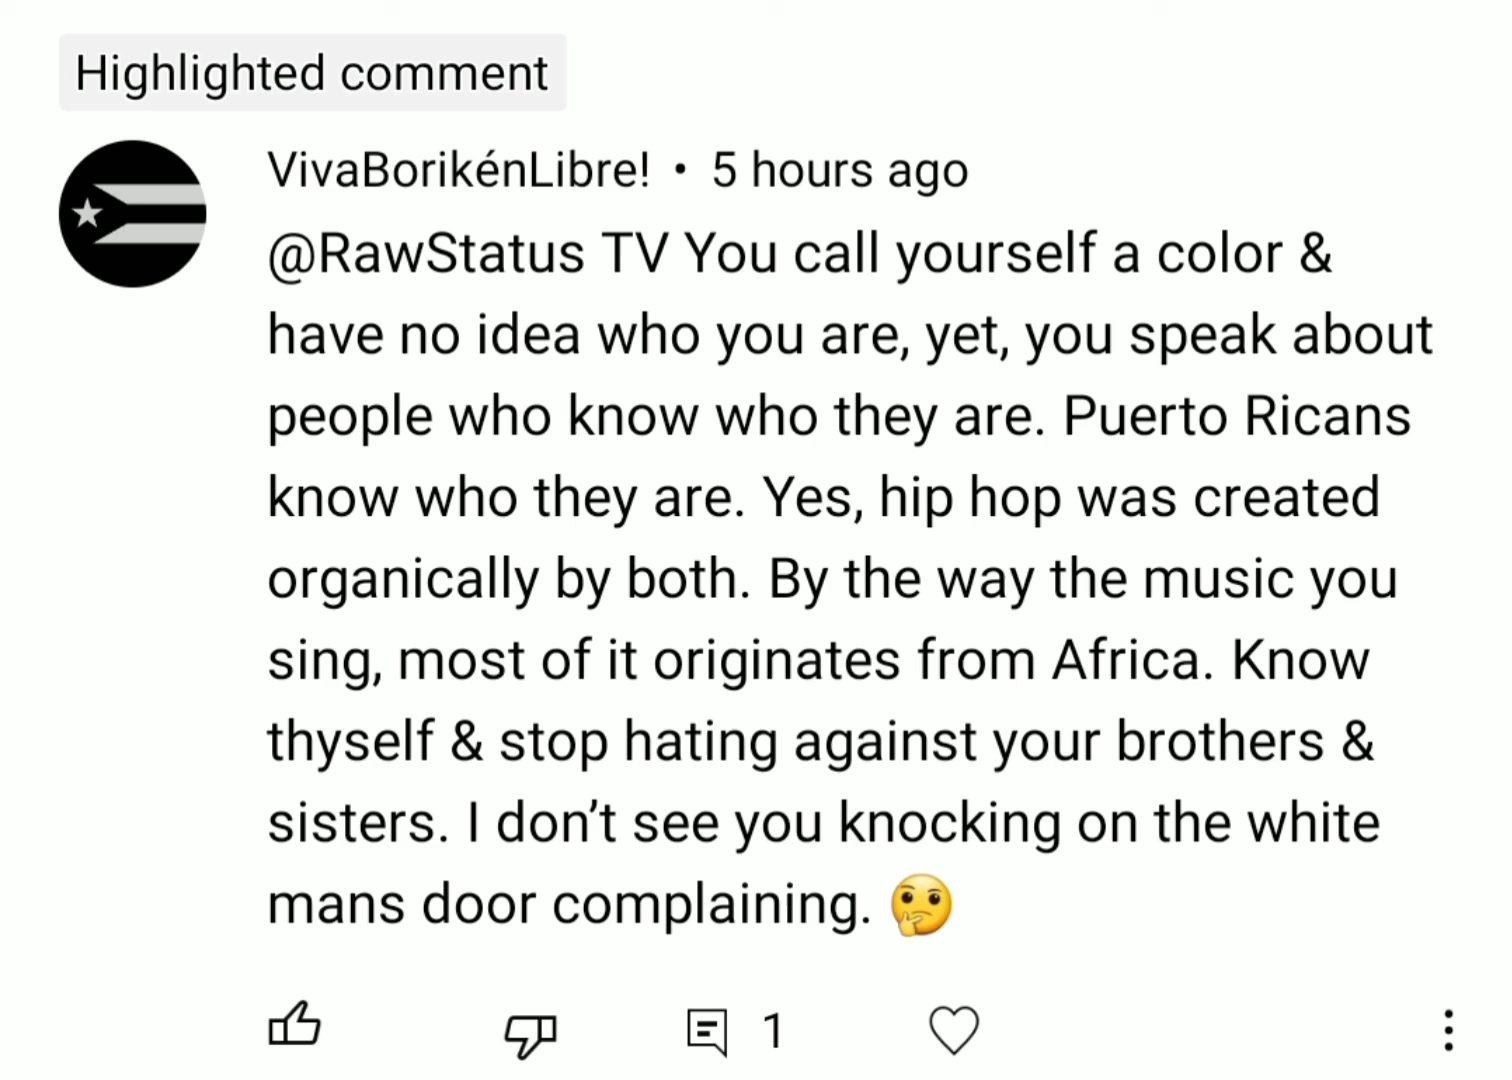 Highlighted comment
VivaBorikénLibre! • 5 hours ago
@RawStatus TV You call yourself a color &
have no idea who you are, yet, you speak about
people who know who they are. Puerto Ricans
know who they are. Yes, hip hop was created
organically by both. By the way the music you
sing, most of it originates from Africa. Know
thyself & stop hating against your brothers &
sisters. I don’t see you knocking on the white
mans door complaining. 🤔
1